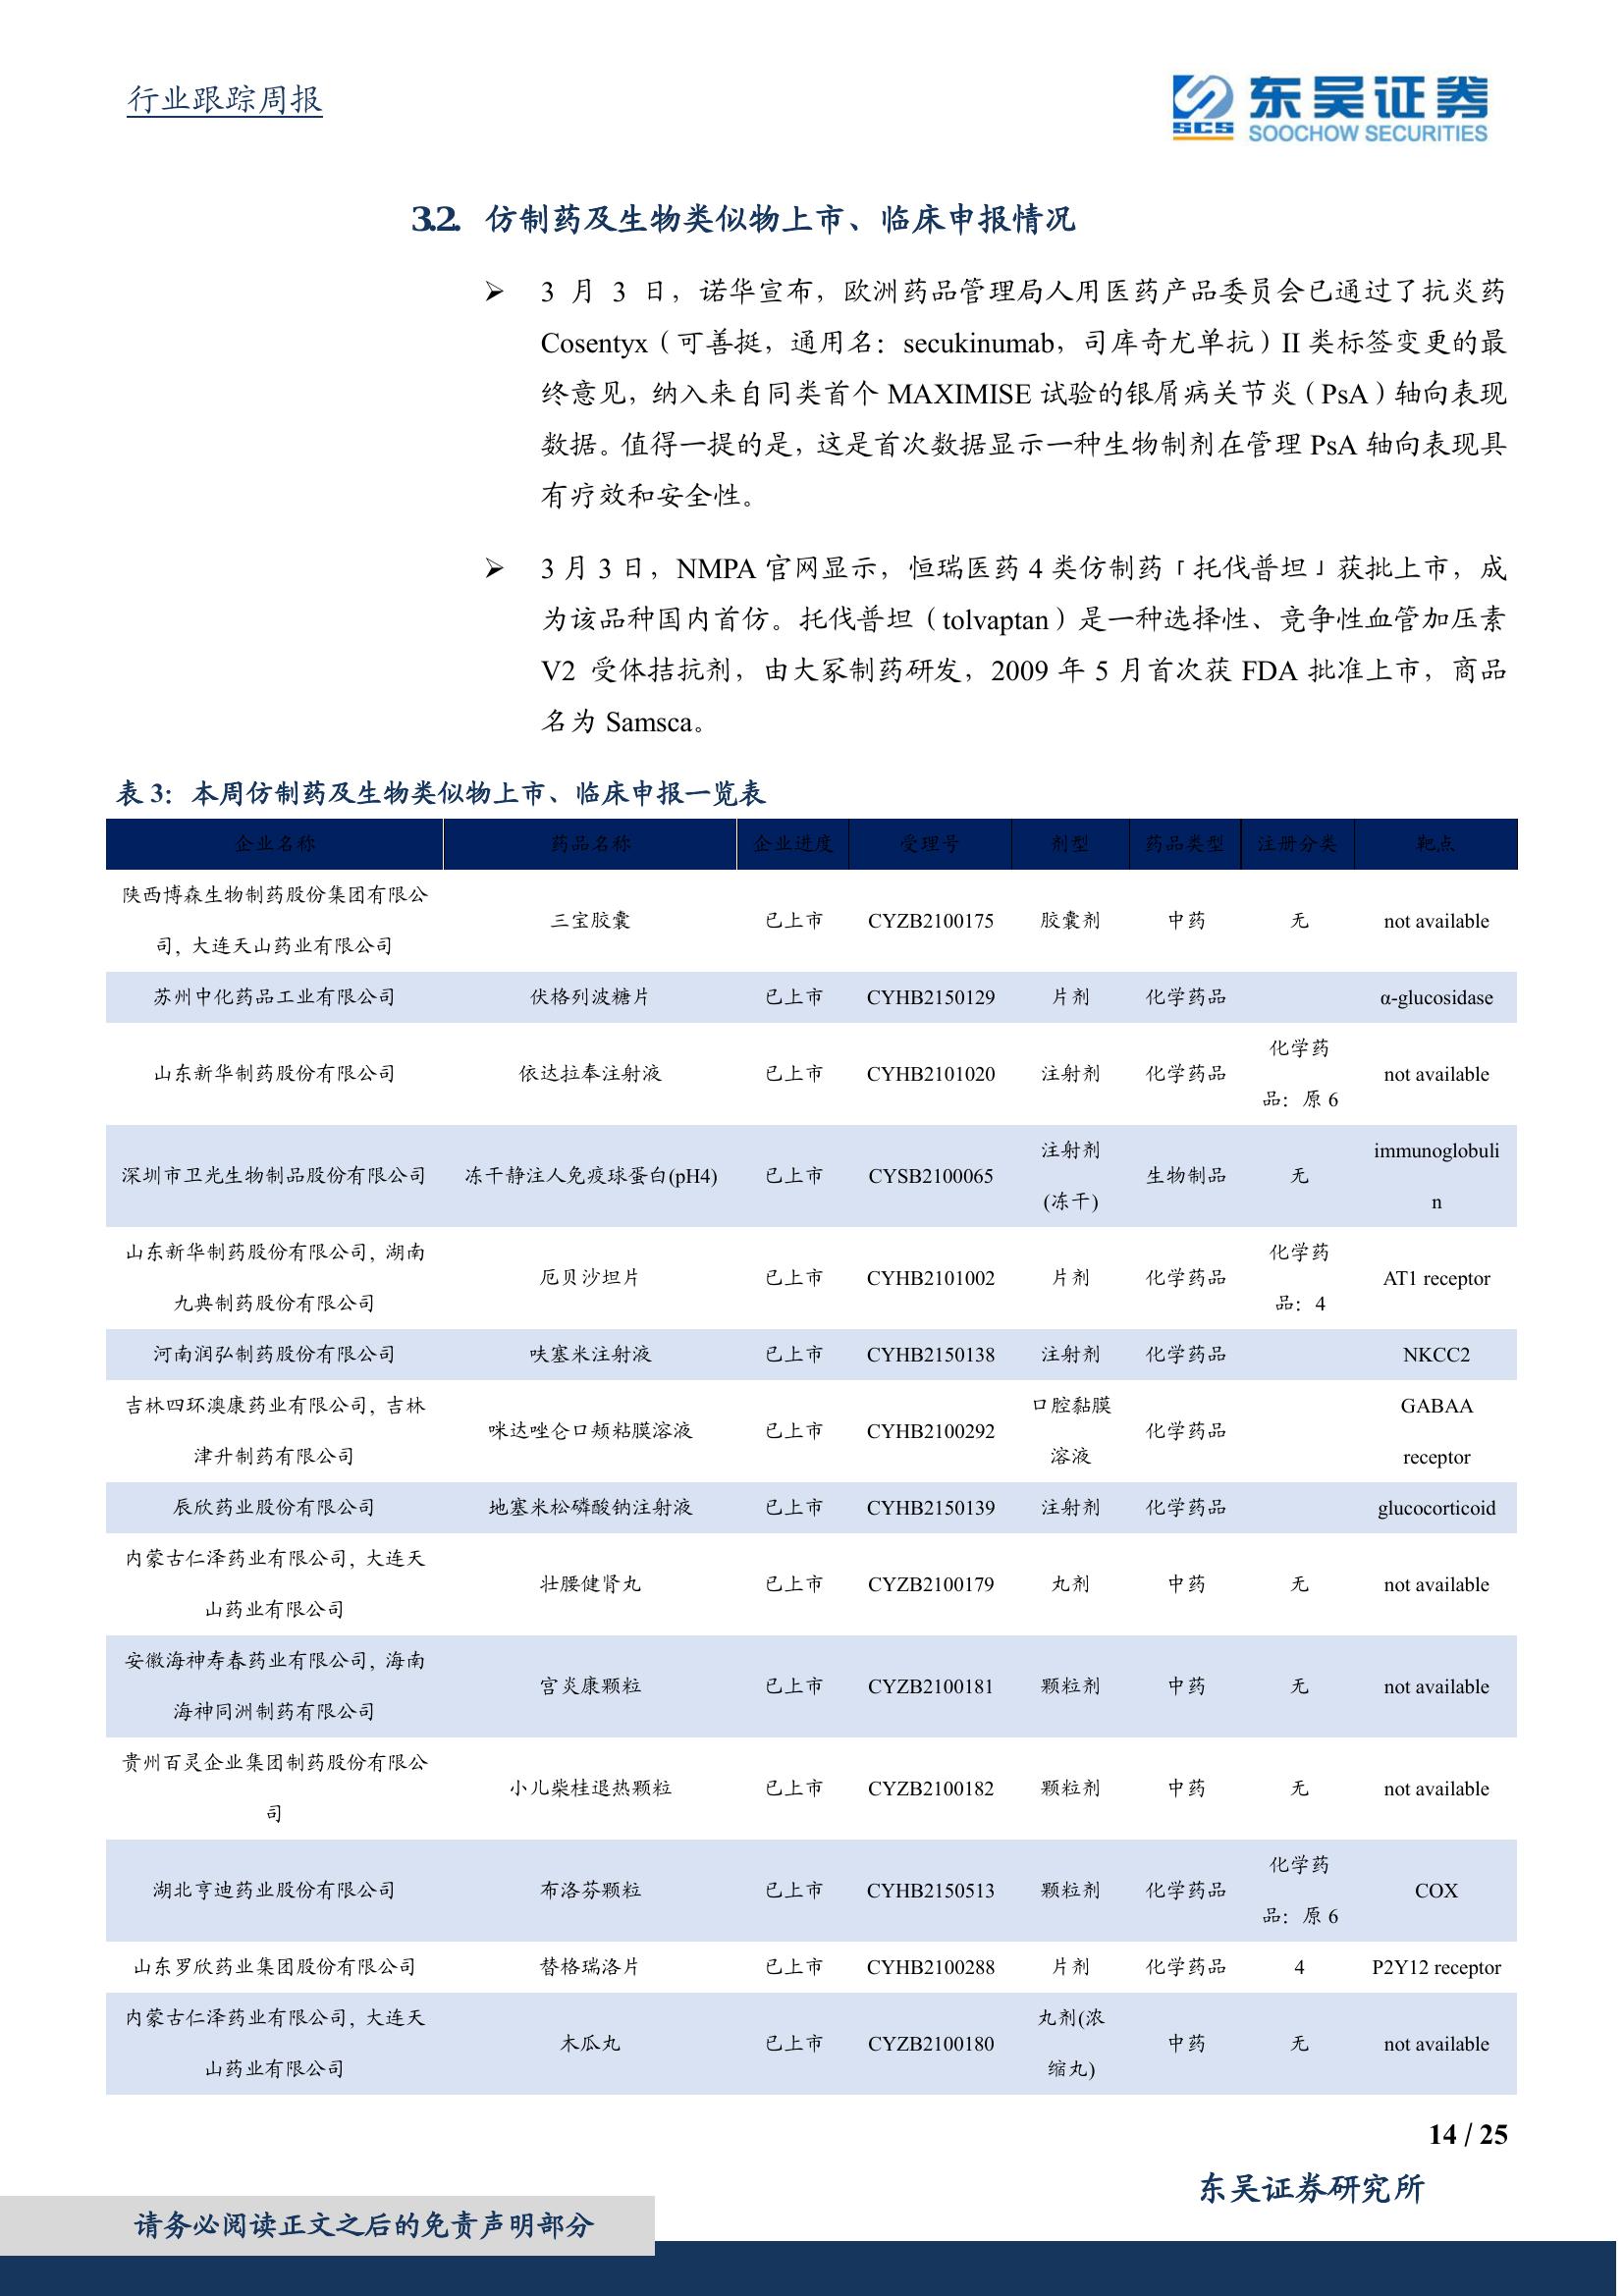 行业跟踪周报
SCS
东吴证券
SOOCHOW SECURITIES
3.2. 仿制药及生物类似物上市、临床申报情况
➢ 3 月 3 日，诺华宣布，欧洲药品管理局人用医药产品委员会已通过了抗炎药
Cosentyx（可善挺，通用名：secukinumab，司库奇尤单抗）II 类标签变更的最
终意见，纳入来自同类首个 MAXIMISE 试验的银屑病关节炎（PsA）轴向表现
数据。值得一提的是，这是首次数据显示一种生物制剂在管理 PsA 轴向表现具
有疗效和安全性。
➢ 3 月 3 日，NMPA 官网显示，恒瑞医药 4 类仿制药「托伐普坦」获批上市，成
为该品种国内首仿。托伐普坦（tolvaptan）是一种选择性、竞争性血管加压素
V2 受体拮抗剂，由大冢制药研发，2009 年 5 月首次获 FDA 批准上市，商品
名为 Samsca。
表 3：本周仿制药及生物类似物上市、临床申报一览表
企业名称 药品名称 企业进度 受理号 剂型 药品类型 注册分类 靶点
陕西博森生物制药股份集团有限公
司, 大连天山药业有限公司 三宝胶囊 已上市 CYZB2100175 胶囊剂 中药 无 not available
苏州中化药品工业有限公司 伏格列波糖片 已上市 CYHB2150129 片剂 化学药品 α-glucosidase
山东新华制药股份有限公司 依达拉奉注射液 已上市 CYHB2101020 注射剂 化学药品 化学药
品：原 6 not available
深圳市卫光生物制品股份有限公司 冻干静注人免疫球蛋白(pH4) 已上市 CYSB2100065 注射剂
(冻干) 生物制品 无 immunoglobuli
n
山东新华制药股份有限公司, 湖南
九典制药股份有限公司 厄贝沙坦片 已上市 CYHB2101002 片剂 化学药品 化学药
品：4 AT1 receptor
河南润弘制药股份有限公司 呋塞米注射液 已上市 CYHB2150138 注射剂 化学药品 NKCC2
吉林四环澳康药业有限公司, 吉林
津升制药有限公司 咪达唑仑口颊粘膜溶液 已上市 CYHB2100292 口腔黏膜
溶液 化学药品 GABAA
receptor
辰欣药业股份有限公司 地塞米松磷酸钠注射液 已上市 CYHB2150139 注射剂 化学药品 glucocorticoid
内蒙古仁泽药业有限公司, 大连天
山药业有限公司 壮腰健肾丸 已上市 CYZB2100179 丸剂 中药 无 not available
安徽海神寿春药业有限公司, 海南
海神同洲制药有限公司 宫炎康颗粒 已上市 CYZB2100181 颗粒剂 中药 无 not available
贵州百灵企业集团制药股份有限公
司 小儿柴桂退热颗粒 已上市 CYZB2100182 颗粒剂 中药 无 not available
湖北亨迪药业股份有限公司 布洛芬颗粒 已上市 CYHB2150513 颗粒剂 化学药品 化学药
品：原 6 COX
山东罗欣药业集团股份有限公司 替格瑞洛片 已上市 CYHB2100288 片剂 化学药品 4 P2Y12 receptor
内蒙古仁泽药业有限公司, 大连天
山药业有限公司 木瓜丸 已上市 CYZB2100180 丸剂(浓
缩丸) 中药 无 not available
14 / 25
东吴证券研究所
请务必阅读正文之后的免责声明部分